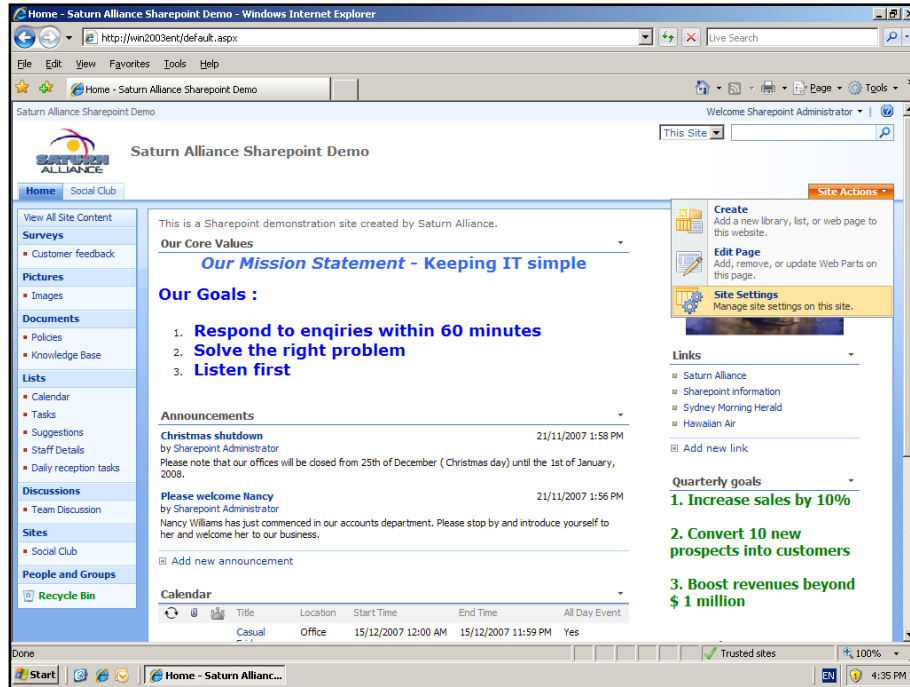 Home - Saturn Alliance Sharepoint Demo - Windows Internet Explorer
http://win2003ent/default.aspx
Live Search
File Edit View Favorites Tools Help
Home - Saturn Alliance Sharepoint Demo
Page Tools
Saturn Alliance Sharepoint Demo
Welcome Sharepoint Administrator
This Site
SATURN
ALLIANCE
Saturn Alliance Sharepoint Demo
Home Social Club
Site Actions
Create
Add a new library, list, or web page to
this website.
Edit Page
Add, remove, or update Web Parts on
this page.
Site Settings
Manage site settings on this site.
View All Site Content
Surveys
Customer feedback
Pictures
Images
Documents
Policies
Knowledge Base
Lists
Calendar
Tasks
Suggestions
Staff Details
Daily reception tasks
Discussions
Team Discussion
Sites
Social Club
People and Groups
Recycle Bin
This is a Sharepoint demonstration site created by Saturn Alliance.
Our Core Values
Our Mission Statement - Keeping IT simple
Our Goals :
1. Respond to enqiries within 60 minutes
2. Solve the right problem
3. Listen first
Announcements
Christmas shutdown 21/11/2007 1:58 PM
by Sharepoint Administrator
Please note that our offices will be closed from 25th of December ( Christmas day) until the 1st of January,
2008.
Please welcome Nancy 21/11/2007 1:56 PM
by Sharepoint Administrator
Nancy Williams has just commenced in our accounts department. Please stop by and introduce yourself to
her and welcome her to our business.
Add new announcement
Calendar
Title Location Start Time End Time All Day Event
Casual Office 15/12/2007 12:00 AM 15/12/2007 11:59 PM Yes
Links
Saturn Alliance
Sharepoint information
Sydney Morning Herald
Hawaiian Air
Add new link
Quarterly goals
1. Increase sales by 10%
2. Convert 10 new
prospects into customers
3. Boost revenues beyond
$ 1 million
Done
Trusted sites
100%
Start
Home - Saturn Allianc...
EN
4:35 PM